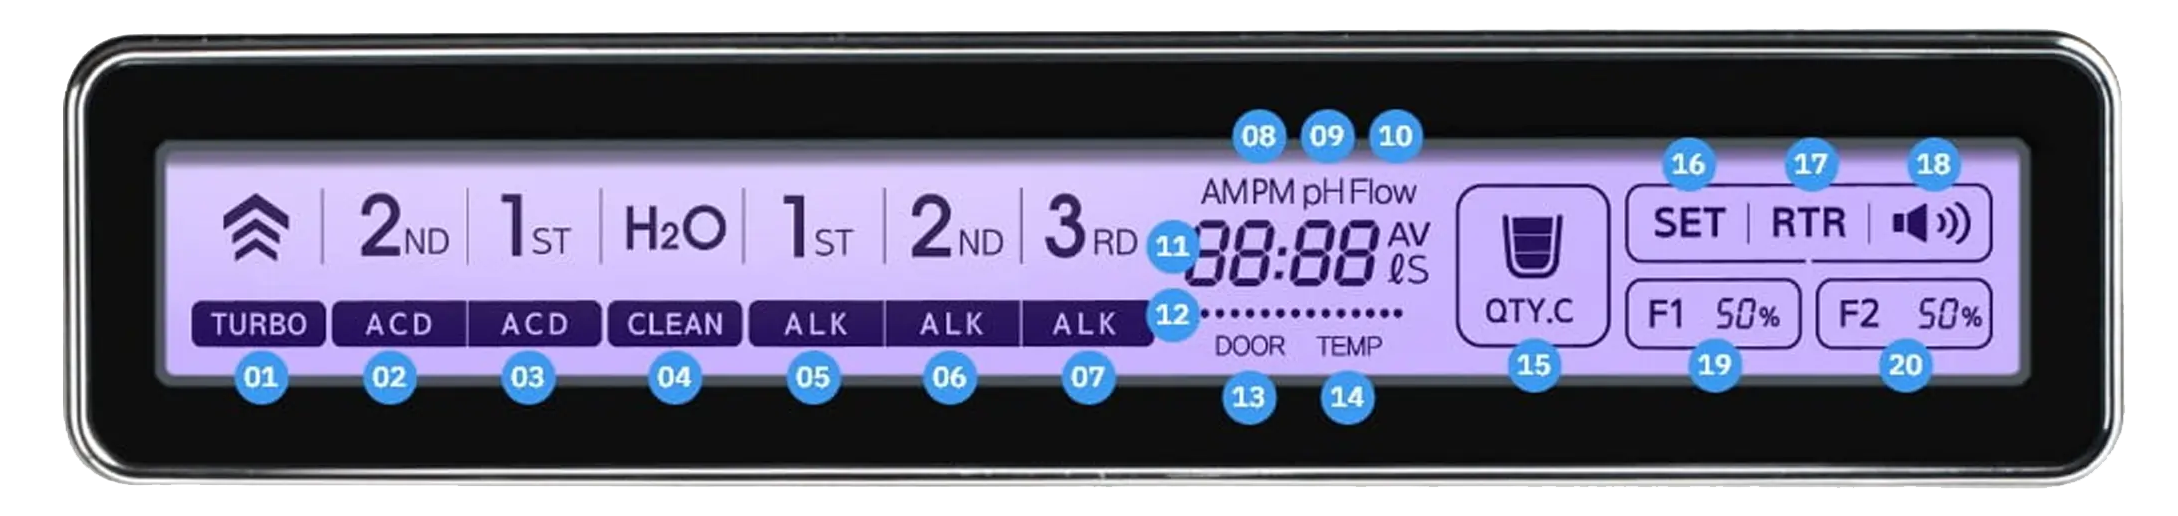 08 09 10
16 17 18
AM PM pH Flow
2ND 1ST H2O 1ST 2ND 3RD
11 88:88 AV
ℓS
SET RTR
TURBO ACD ACD CLEAN ALK ALK ALK
12
QTY.C
F1 50% F2 50%
DOOR TEMP
01 02 03 04 05 06 07
13 14
15
19 20